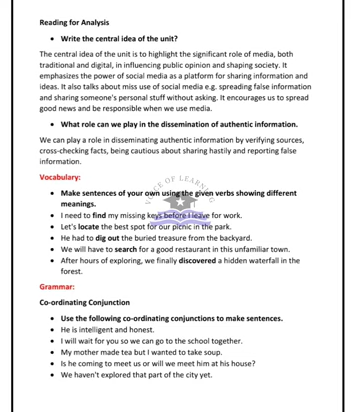 Reading for Analysis
• Write the central idea of the unit?
The central idea of the unit is to highlight the significant role of media, both
traditional and digital, in influencing public opinion and shaping society. It
emphasizes the power of social media as a platform for sharing information and
ideas. It also talks about miss use of social media e.g. spreading false information
and sharing someone's personal stuff without asking. It encourages us to spread
good news and be responsible when we use media.
• What role can we play in the dissemination of authentic information.
We can play a role in disseminating authentic information by verifying sources,
cross-checking facts, being cautious about sharing hastily and reporting false
information.
Vocabulary:
VOICE OF LEARNING
• Make sentences of your own using the given verbs showing different
meanings.
• I need to find my missing keys before I leave for work.
• Let's locate the best spot for our picnic in the park.
• He had to dig out the buried treasure from the backyard.
• We will have to search for a good restaurant in this unfamiliar town.
• After hours of exploring, we finally discovered a hidden waterfall in the
forest.
Grammar:
Co-ordinating Conjunction
• Use the following co-ordinating conjunctions to make sentences.
• He is intelligent and honest.
• I will wait for you so we can go to the school together.
• My mother made tea but I wanted to take soup.
• Is he coming to meet us or will we meet him at his house?
• We haven't explored that part of the city yet.